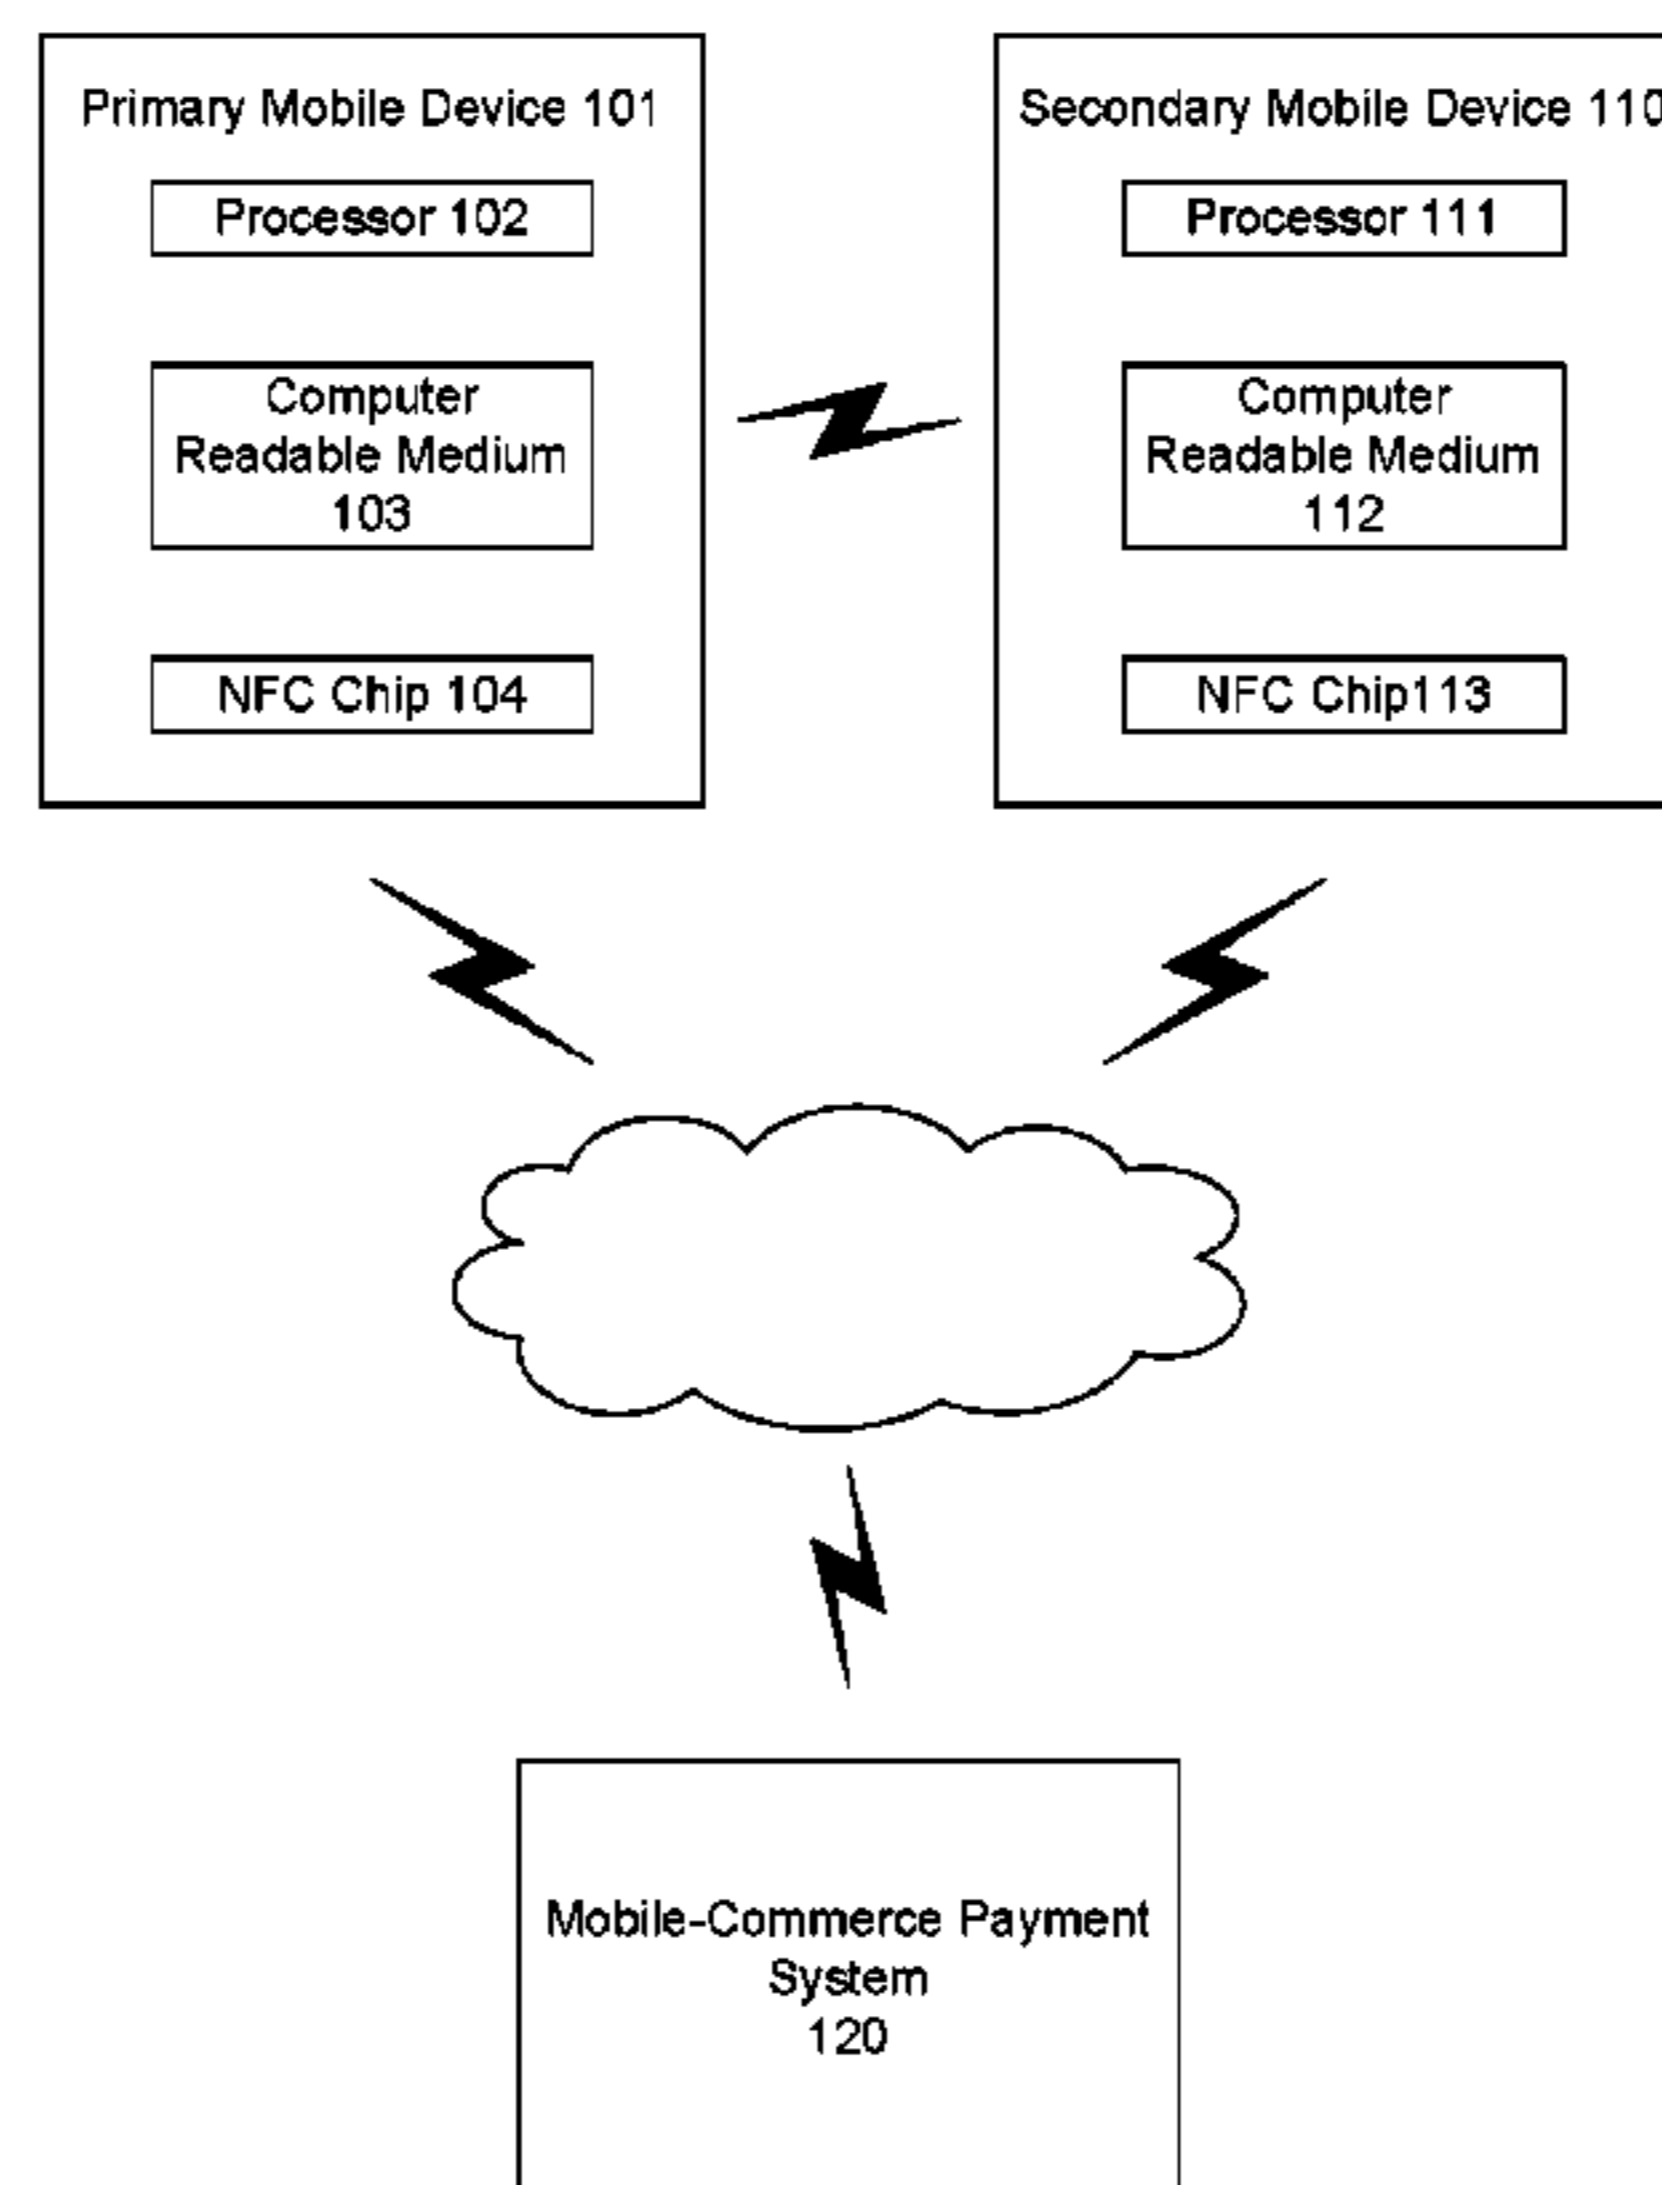 Primary Mobile Device 101
Processor 102
Computer
Readable Medium
103
NFC Chip 104
Secondary Mobile Device 110
Processor 111
Computer
Readable Medium
112
NFC Chip113
Mobile-Commerce Payment
System
120